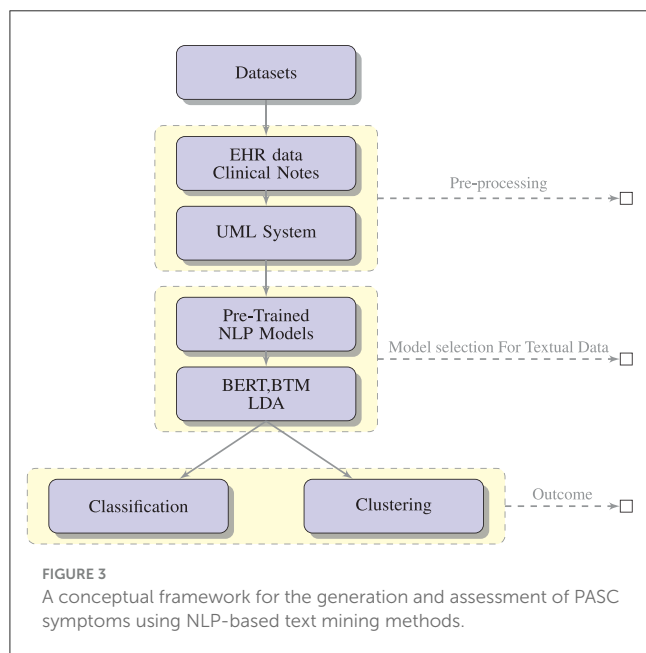 Datasets
EHR data
Clinical Notes
Pre-processing
UML System
Pre-Trained
NLP Models
Model selection For Textual Data
BERT,BTM
LDA
Classification
Clustering
Outcome
FIGURE 3
A conceptual framework for the generation and assessment of PASC
symptoms using NLP-based text mining methods.